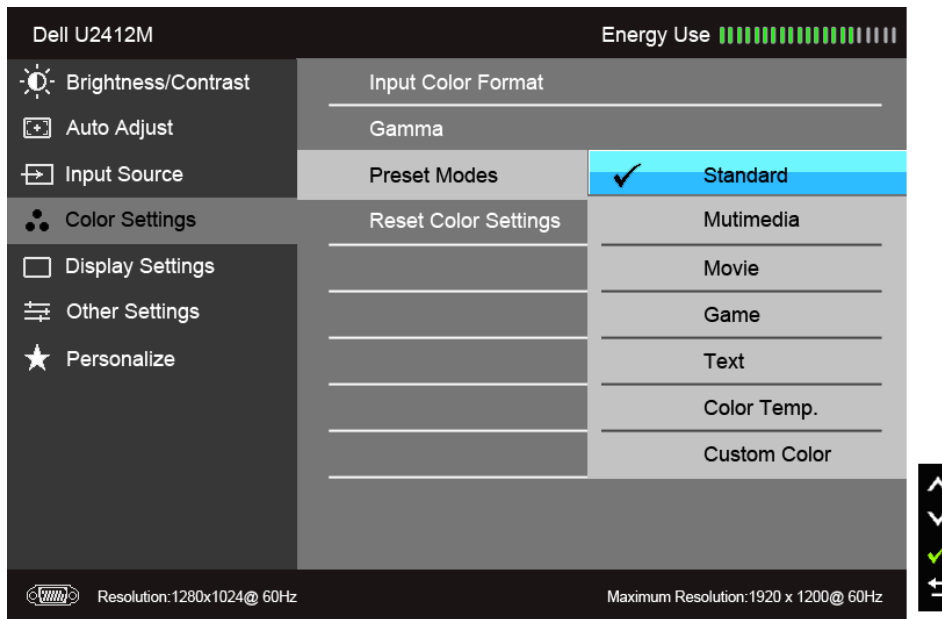 Dell U2412M
Energy Use
Brightness/Contrast
Auto Adjust
Input Source
Color Settings
Display Settings
Other Settings
Personalize
Input Color Format
Gamma
Preset Modes
Reset Color Settings
Standard
Mutimedia
Movie
Game
Text
Color Temp.
Custom Color
Resolution:1280x1024@ 60Hz
Maximum Resolution:1920 x 1200@ 60Hz